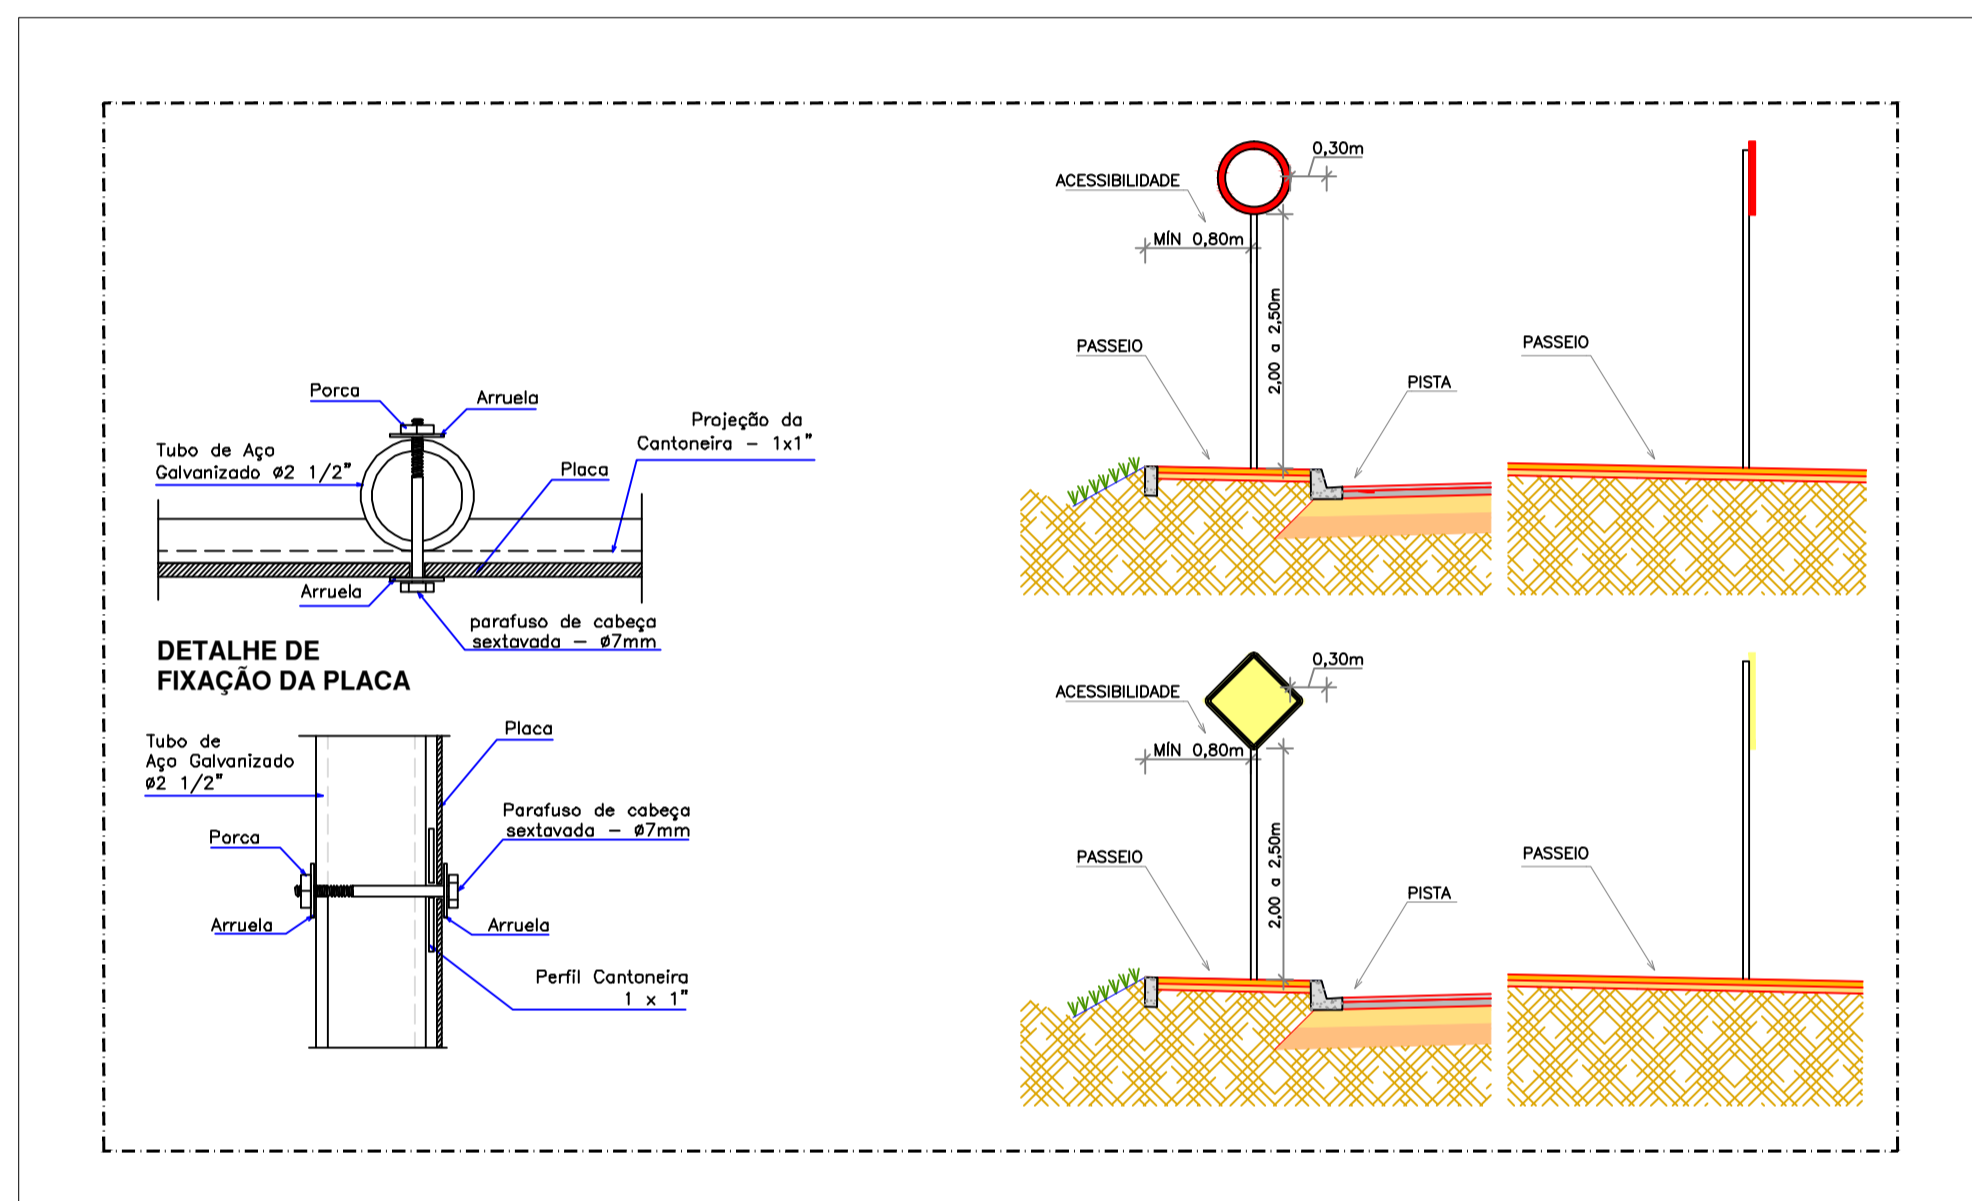 Porca
Arruela
Projeção da
Cantoneira - 1x1"
Tubo de Aço
Galvanizado ø2 1/2"
Placa
Arruela
parafuso de cabeça
sextavada - ø7mm
DETALHE DE
FIXAÇÃO DA PLACA
Tubo de
Aço Galvanizado
ø2 1/2"
Placa
Parafuso de cabeça
sextavada - ø7mm
Porca
Arruela
Arruela
Perfil Cantoneira
1 x 1"
0,30m
ACESSIBILIDADE
MÍN 0,80m
2,00 a 2,50m
PASSEIO
PISTA
PASSEIO
0,30m
ACESSIBILIDADE
MÍN 0,80m
2,00 a 2,50m
PASSEIO
PISTA
PASSEIO